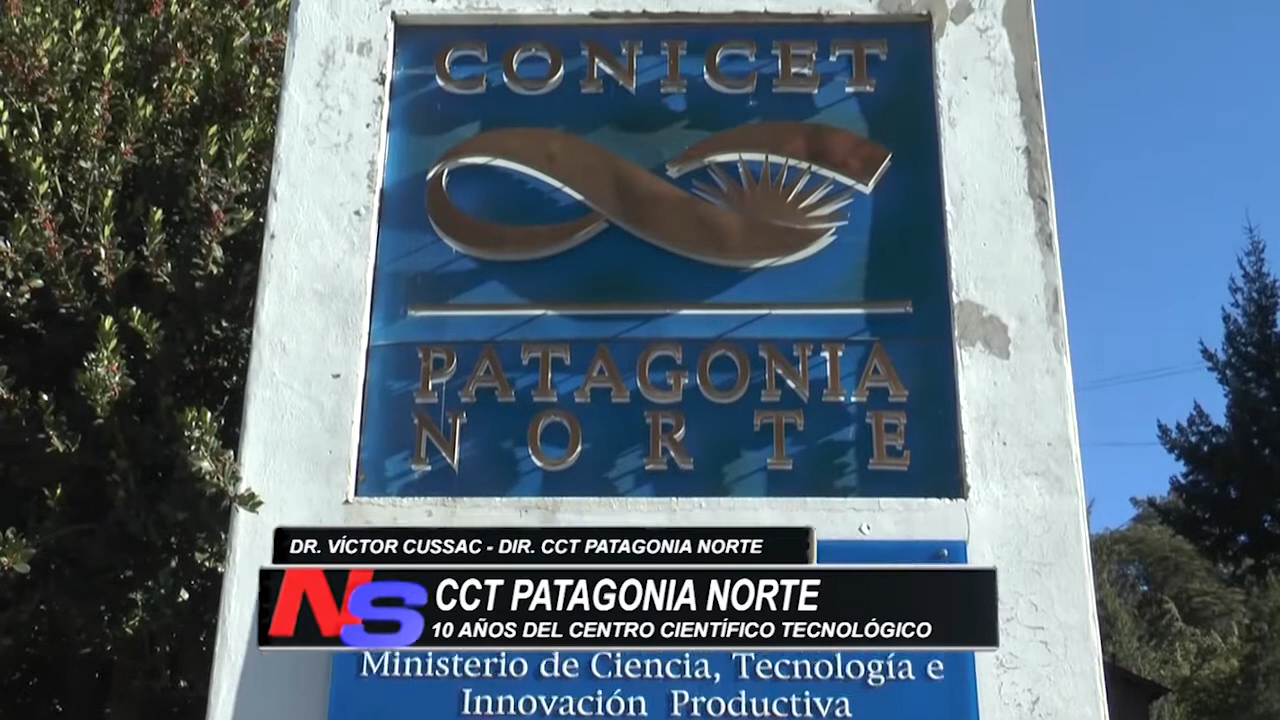 CONICET
PATAGONIA
NORTE
DR. VÍCTOR CUSSAC - DIR. CCT PATAGONIA NORTE
NS
CCT PATAGONIA NORTE
10 AÑOS DEL CENTRO CIENTÍFICO TECNOLÓGICO
Ministerio de Ciencia, Tecnología e
Innovación Productiva